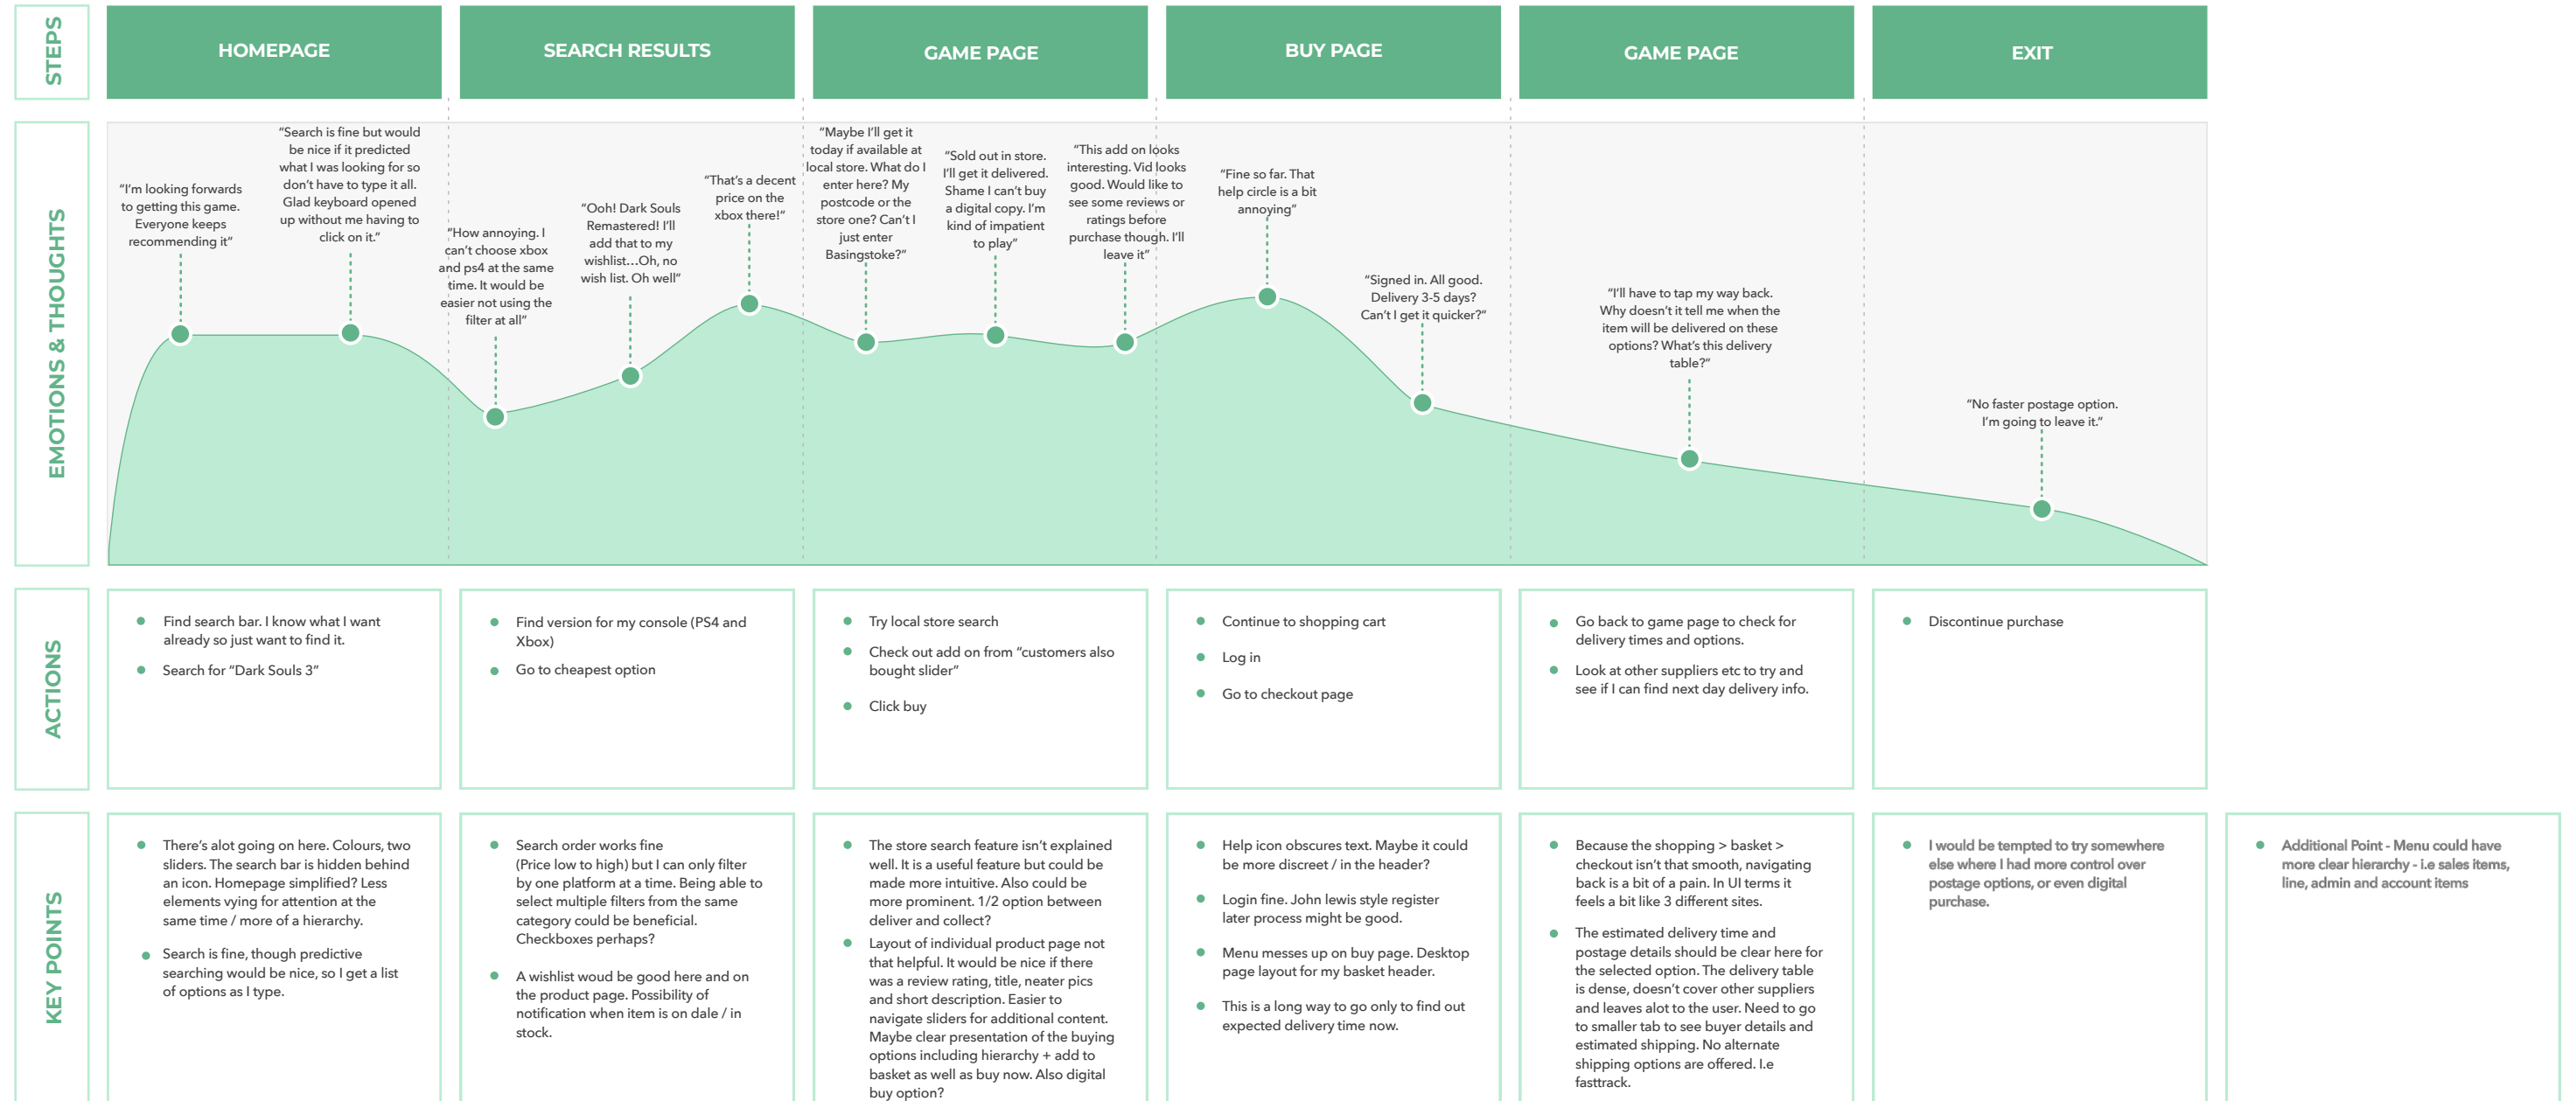 STEPS
HOMEPAGE
SEARCH RESULTS
GAME PAGE
BUY PAGE
GAME PAGE
EXIT
EMOTIONS & THOUGHTS
“I’m looking forwards
to getting this game.
Everyone keeps
recommending it”
“Search is fine but would
be nice if it predicted
what I was looking for so
don’t have to type it all.
Glad keyboard opened
up without me having to
click on it.”
“How annoying. I
can’t choose xbox
and ps4 at the same
time. It would be
easier not using the
filter at all”
“Ooh! Dark Souls
Remastered! I’ll
add that to my
wishlist…Oh, no
wish list. Oh well”
“That’s a decent
price on the
xbox there!”
“Maybe I’ll get it
today if available at
local store. What do I
enter here? My
postcode or the
store one? Can’t I
just enter
Basingstoke?”
“Sold out in store.
I’ll get it delivered.
Shame I can’t buy
a digital copy. I’m
kind of impatient
to play”
“This add on looks
interesting. Vid looks
good. Would like to
see some reviews or
ratings before
purchase though. I’ll
leave it”
“Fine so far. That
help circle is a bit
annoying”
“Signed in. All good.
Delivery 3-5 days?
Can’t I get it quicker?”
“I’ll have to tap my way back.
Why doesn’t it tell me when the
item will be delivered on these
options? What’s this delivery
table?”
“No faster postage option.
I’m going to leave it.”
ACTIONS
Find search bar. I know what I want
already so just want to find it.
Search for “Dark Souls 3”
Find version for my console (PS4 and
Xbox)
Go to cheapest option
Try local store search
Check out add on from “customers also
bought slider”
Click buy
Continue to shopping cart
Log in
Go to checkout page
Go back to game page to check for
delivery times and options.
Look at other suppliers etc to try and
see if I can find next day delivery info.
Discontinue purchase
KEY POINTS
There’s alot going on here. Colours, two
sliders. The search bar is hidden behind
an icon. Homepage simplified? Less
elements vying for attention at the
same time / more of a hierarchy.
Search is fine, though predictive
searching would be nice, so I get a list
of options as I type.
Search order works fine
(Price low to high) but I can only filter
by one platform at a time. Being able to
select multiple filters from the same
category could be beneficial.
Checkboxes perhaps?
A wishlist woud be good here and on
the product page. Possibility of
notification when item is on dale / in
stock.
The store search feature isn’t explained
well. It is a useful feature but could be
made more intuitive. Also could be
more prominent. 1/2 option between
deliver and collect?
Layout of individual product page not
that helpful. It would be nice if there
was a review rating, title, neater pics
and short description. Easier to
navigate sliders for additional content.
Maybe clear presentation of the buying
options including hierarchy + add to
basket as well as buy now. Also digital
buy option?
Help icon obscures text. Maybe it could
be more discreet / in the header?
Login fine. John lewis style register
later process might be good.
Menu messes up on buy page. Desktop
page layout for my basket header.
This is a long way to go only to find out
expected delivery time now.
Because the shopping > basket >
checkout isn’t that smooth, navigating
back is a bit of a pain. In UI terms it
feels a bit like 3 different sites.
The estimated delivery time and
postage details should be clear here for
the selected option. The delivery table
is dense, doesn’t cover other suppliers
and leaves alot to the user. Need to go
to smaller tab to see buyer details and
estimated shipping. No alternate
shipping options are offered. I.e
fasttrack.
I would be tempted to try somewhere
else where I had more control over
postage options, or even digital
purchase.
Additional Point - Menu could have
more clear hierarchy - i.e sales items,
line, admin and account items